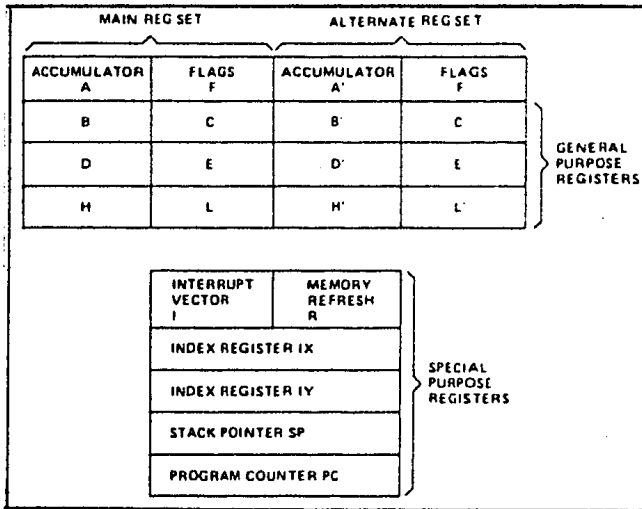 MAIN REG SET
ALTERNATE REG SET
ACCUMULATOR
A
FLAGS
F
ACCUMULATOR
A'
FLAGS
F
B
C
B'
C
D
E
D'
E
H
L
H'
L'
GENERAL
PURPOSE
REGISTERS
INTERRUPT
VECTOR
I
MEMORY
REFRESH
R
INDEX REGISTER IX
INDEX REGISTER IY
STACK POINTER SP
PROGRAM COUNTER PC
SPECIAL
PURPOSE
REGISTERS